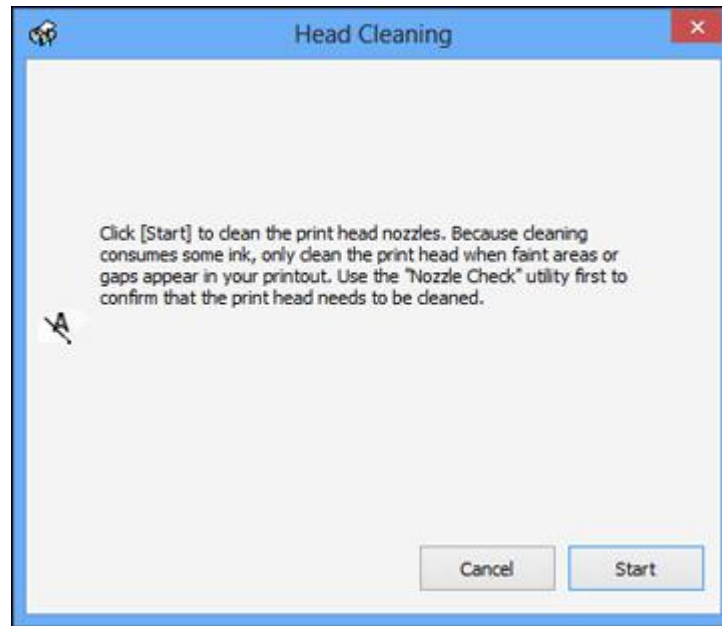 Head Cleaning
Click [Start] to clean the print head nozzles. Because cleaning
consumes some ink, only clean the print head when faint areas or
gaps appear in your printout. Use the "Nozzle Check" utility first to
confirm that the print head needs to be cleaned.
A
Cancel
Start